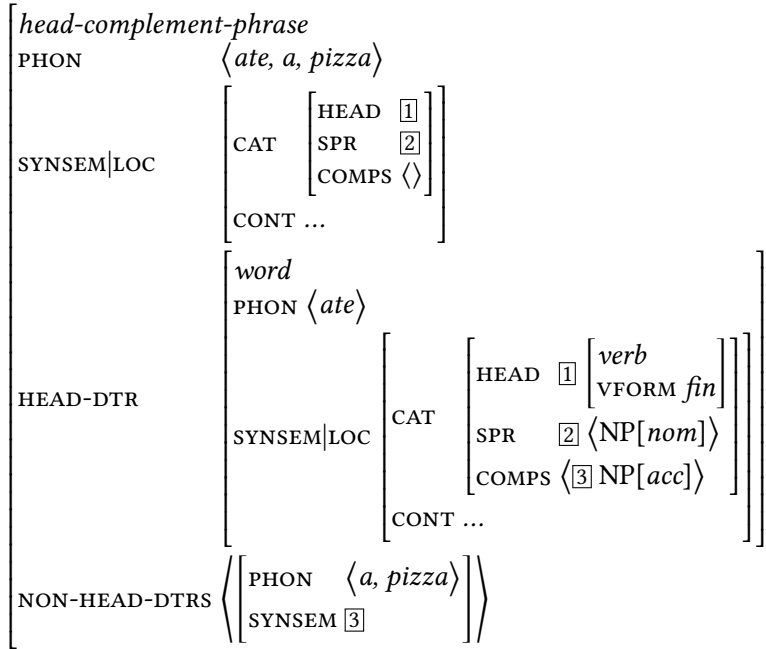 head-complement-phrase
PHON ⟨ate, a, pizza⟩
HEAD 1
CAT SPR 2
SYNSEM|LOC COMPS ⟨⟩
CONT ...
word
PHON ⟨ate⟩
HEAD 1 verb
VFORM fin
HEAD-DTR CAT
SYNSEM|LOC SPR 2 ⟨NP[nom]⟩
COMPS ⟨3 NP[acc]⟩
CONT ...
PHON ⟨a, pizza⟩
NON-HEAD-DTRS ⟨ ⟩
SYNSEM 3